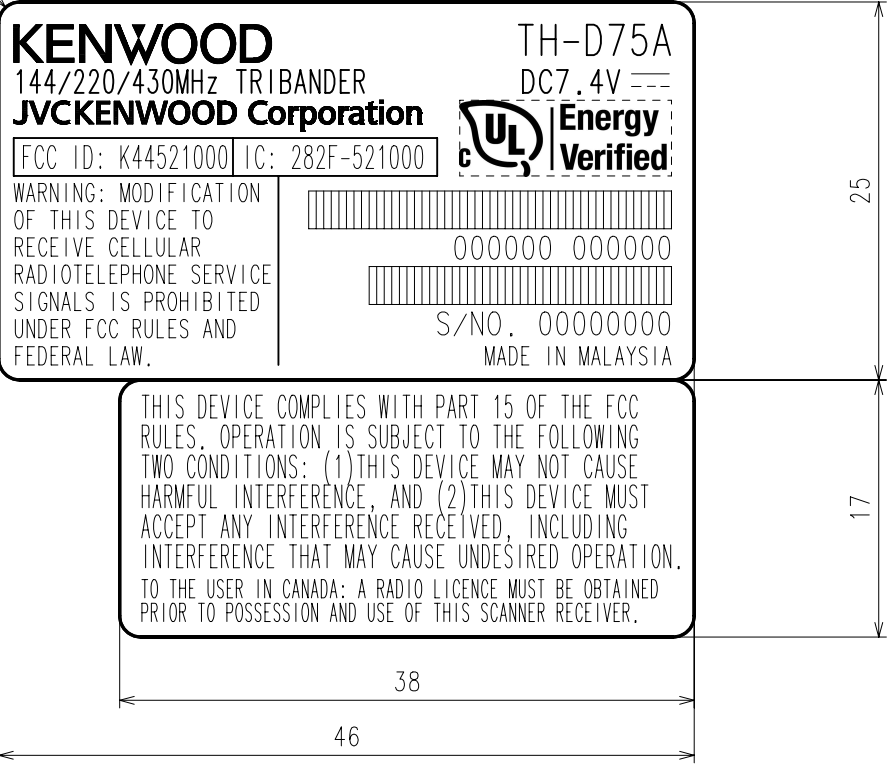 KENWOOD TH-D75A
144/220/430MHz TRIBANDER DC7.4V
JVCKENWOOD Corporation
c UL Energy
Verified
FCC ID: K44521000 IC: 282F-521000
WARNING: MODIFICATION
OF THIS DEVICE TO
RECEIVE CELLULAR
RADIOTELEPHONE SERVICE
SIGNALS IS PROHIBITED
UNDER FCC RULES AND
FEDERAL LAW.
000000 000000
S/NO. 00000000
MADE IN MALAYSIA
25
THIS DEVICE COMPLIES WITH PART 15 OF THE FCC
RULES. OPERATION IS SUBJECT TO THE FOLLOWING
TWO CONDITIONS: (1)THIS DEVICE MAY NOT CAUSE
HARMFUL INTERFERENCE, AND (2)THIS DEVICE MUST
ACCEPT ANY INTERFERENCE RECEIVED, INCLUDING
INTERFERENCE THAT MAY CAUSE UNDESIRED OPERATION.
TO THE USER IN CANADA: A RADIO LICENCE MUST BE OBTAINED
PRIOR TO POSSESSION AND USE OF THIS SCANNER RECEIVER.
17
38
46